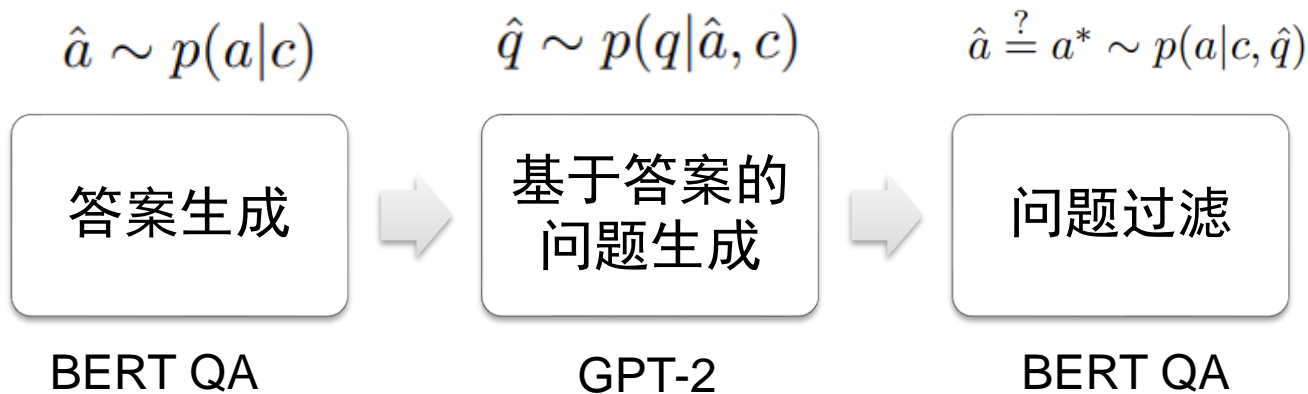 â ∼ p(a|c)
q̂ ∼ p(q|â, c)
â ≟ a* ∼ p(a|c, q̂)
答案生成
基于答案的
问题生成
问题过滤
BERT QA
GPT-2
BERT QA